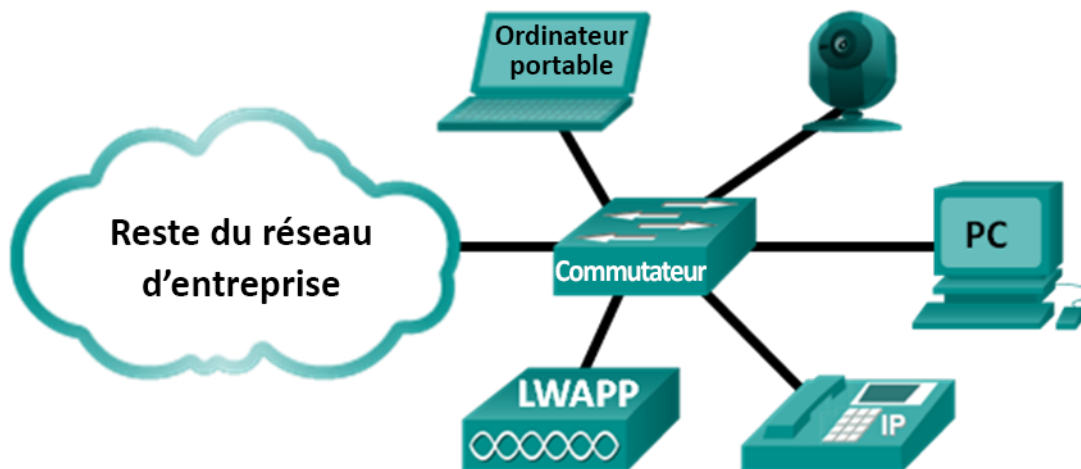 Ordinateur
portable
Reste du réseau
d’entreprise
PC
Commutateur
LWAPP
IP